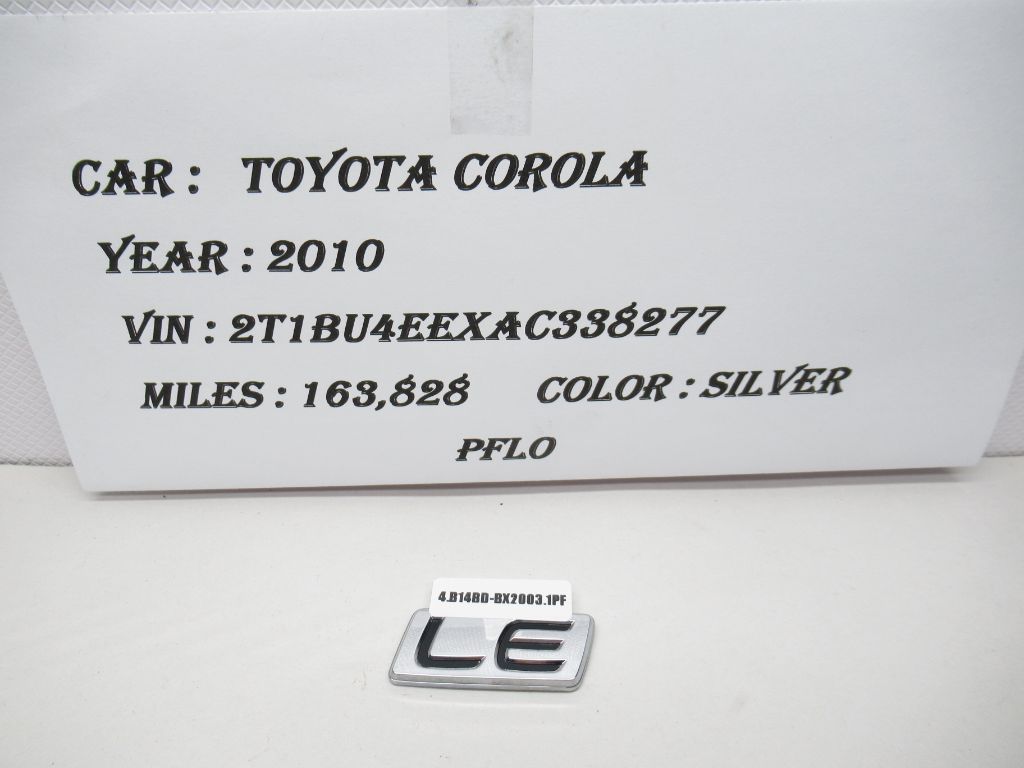 CAR : TOYOTA COROLA
YEAR : 2010
VIN : 2T1BU4EEXAC338277
MILES : 163,828 COLOR : SILVER
PFLO
4.B14BD-BX2003.1PF
LE